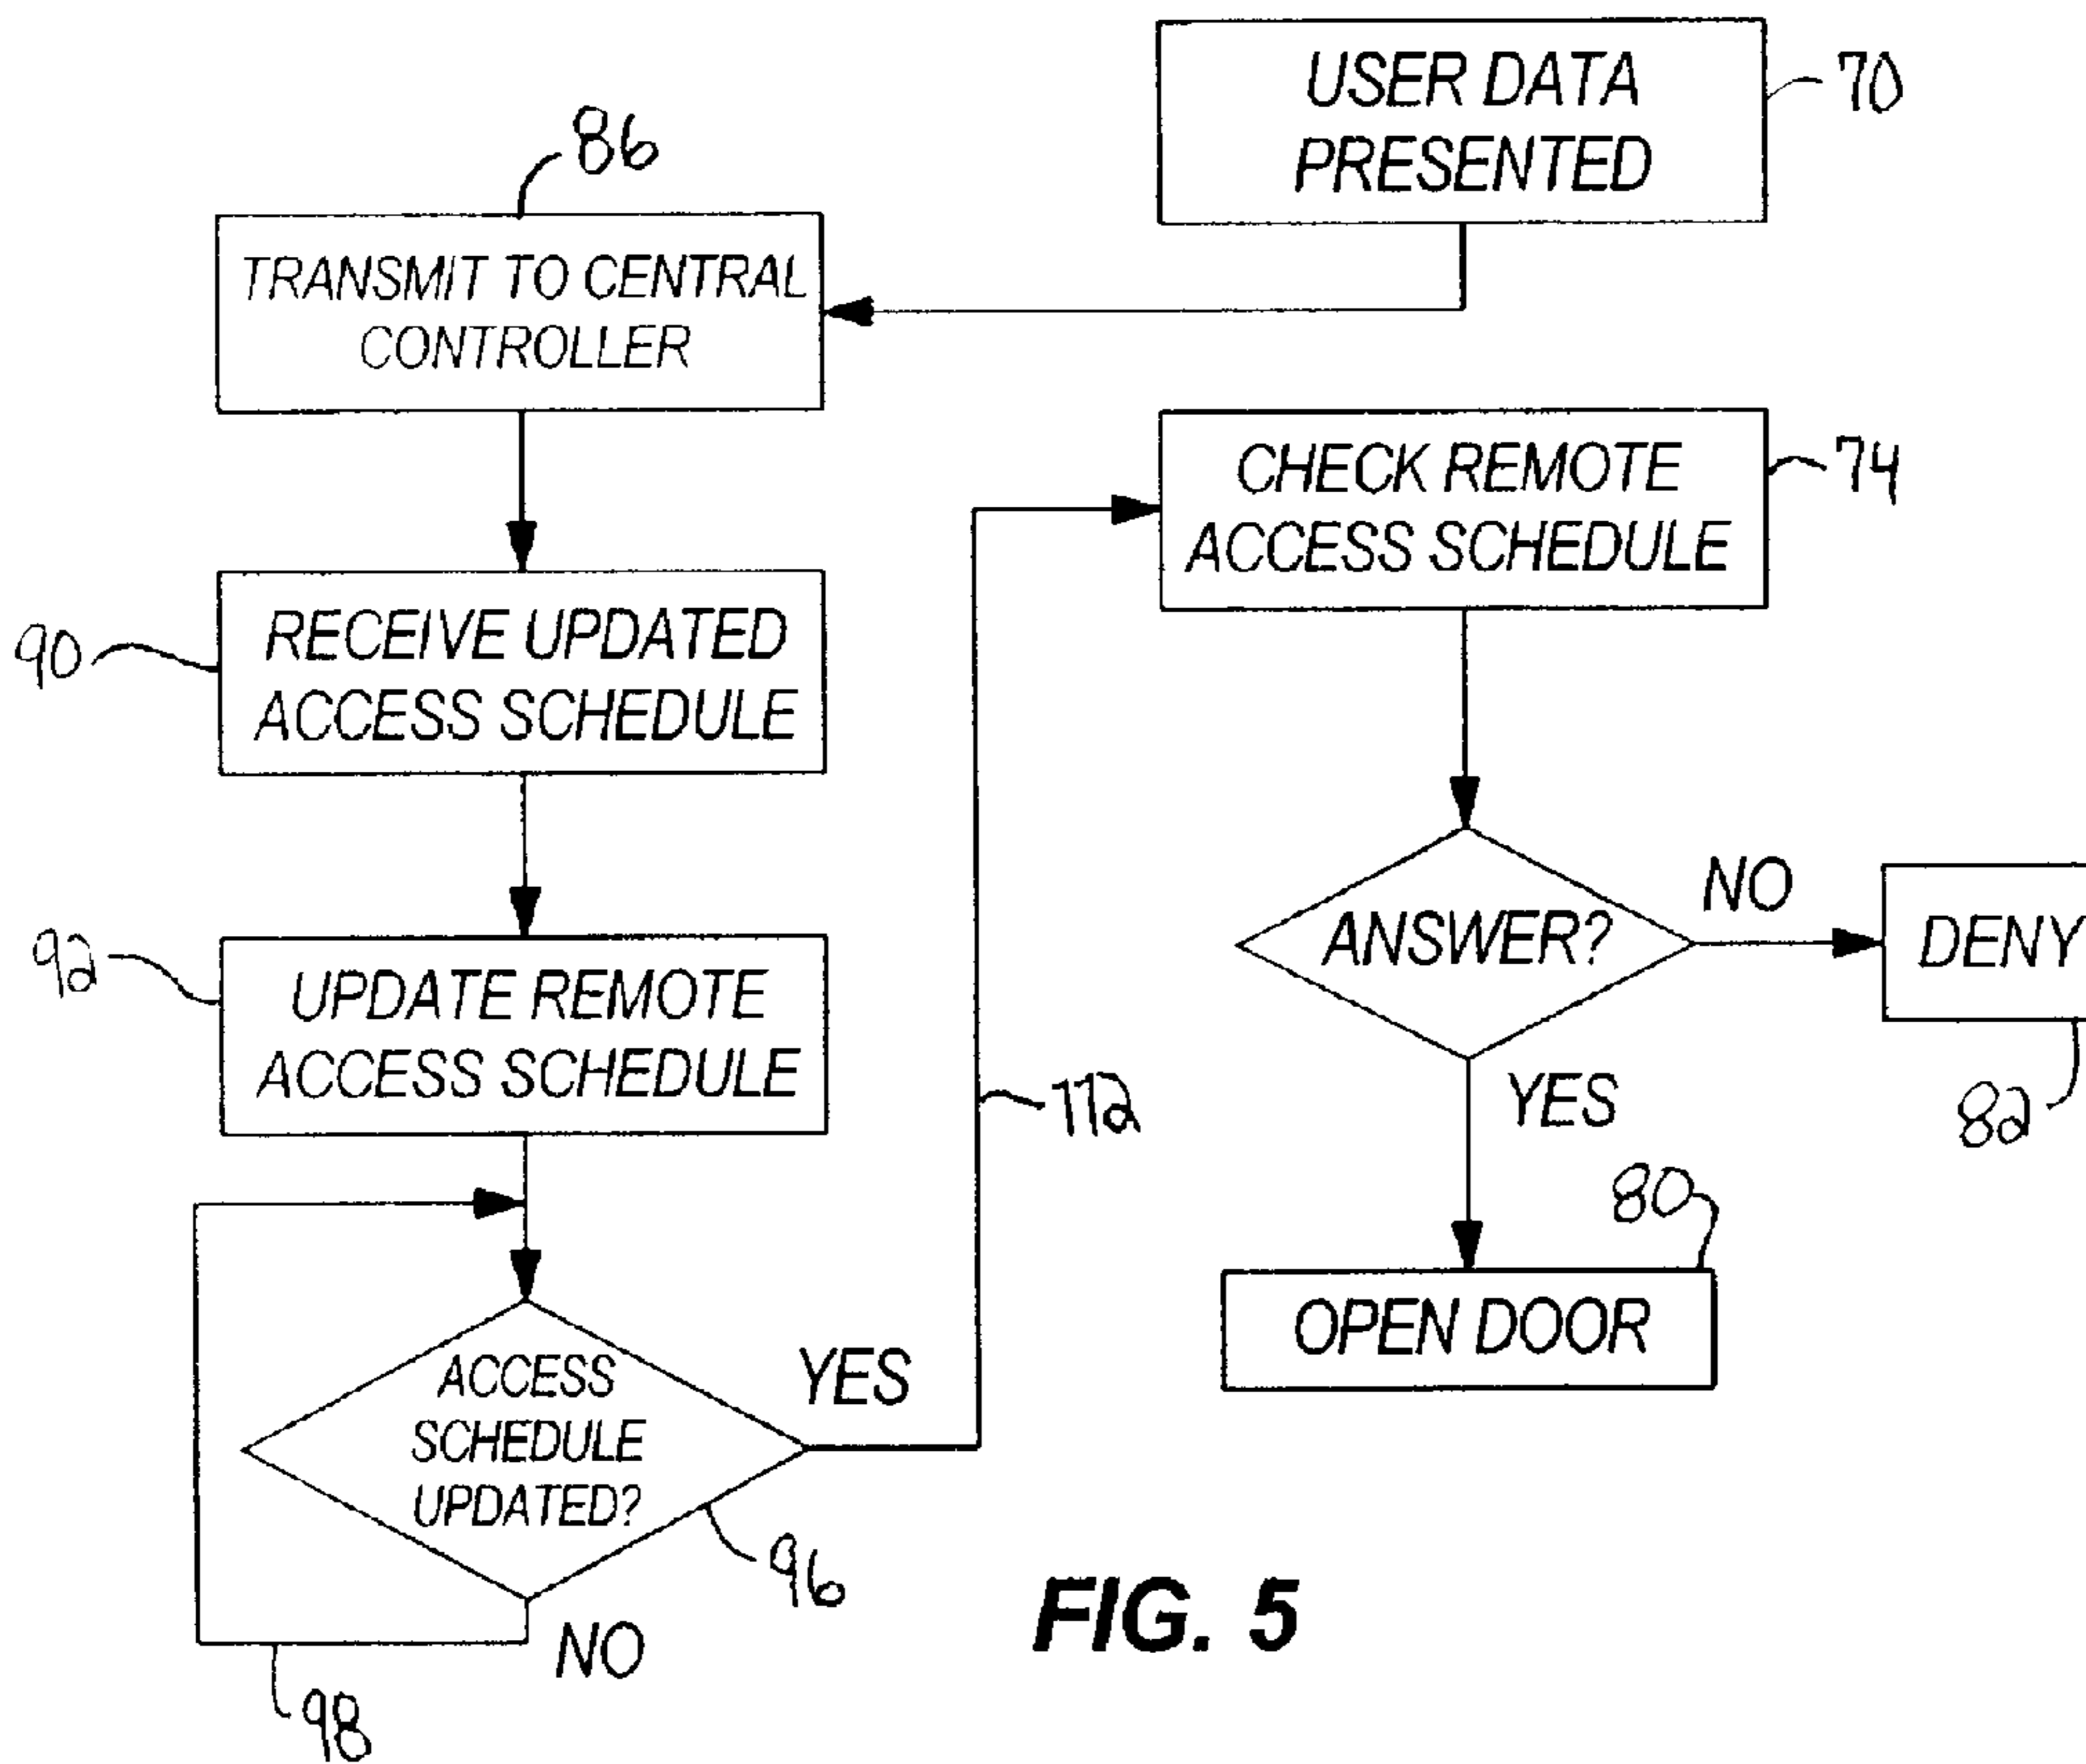 USER DATA
PRESENTED
70
86
TRANSMIT TO CENTRAL
CONTROLLER
90
RECEIVE UPDATED
ACCESS SCHEDULE
92
UPDATE REMOTE
ACCESS SCHEDULE
ACCESS
SCHEDULE
UPDATED?
YES
96
NO
98
112
CHECK REMOTE
ACCESS SCHEDULE
74
ANSWER?
NO
DENY
82
YES
80
OPEN DOOR
FIG. 5